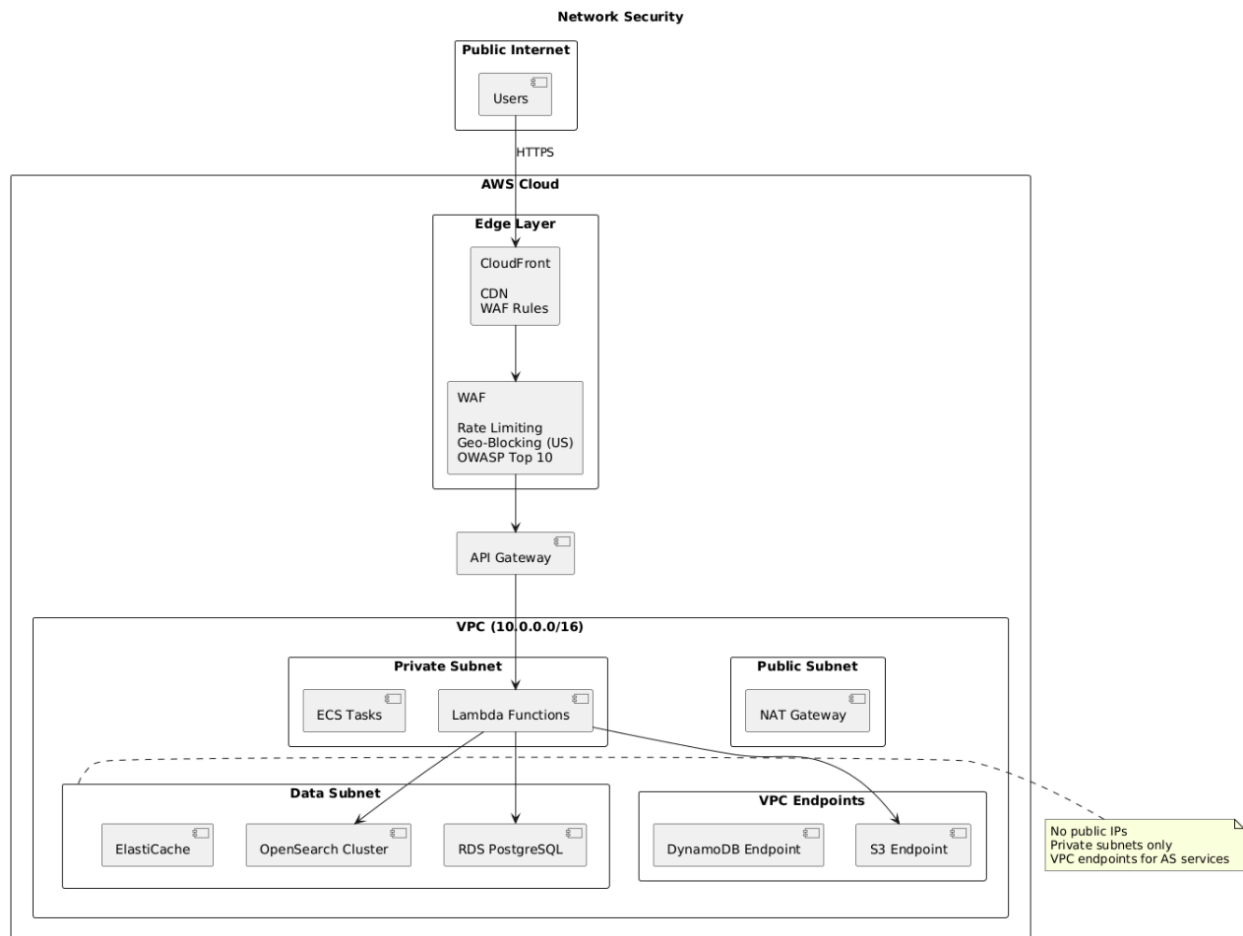 Network Security
Public Internet
Users
HTTPS
AWS Cloud
Edge Layer
CloudFront
CDN
WAF Rules
WAF
Rate Limiting
Geo-Blocking (US)
OWASP Top 10
API Gateway
VPC (10.0.0.0/16)
Private Subnet
Public Subnet
ECS Tasks
Lambda Functions
NAT Gateway
Data Subnet
VPC Endpoints
ElastiCache
OpenSearch Cluster
RDS PostgreSQL
DynamoDB Endpoint
S3 Endpoint
No public IPs
Private subnets only
VPC endpoints for AS services